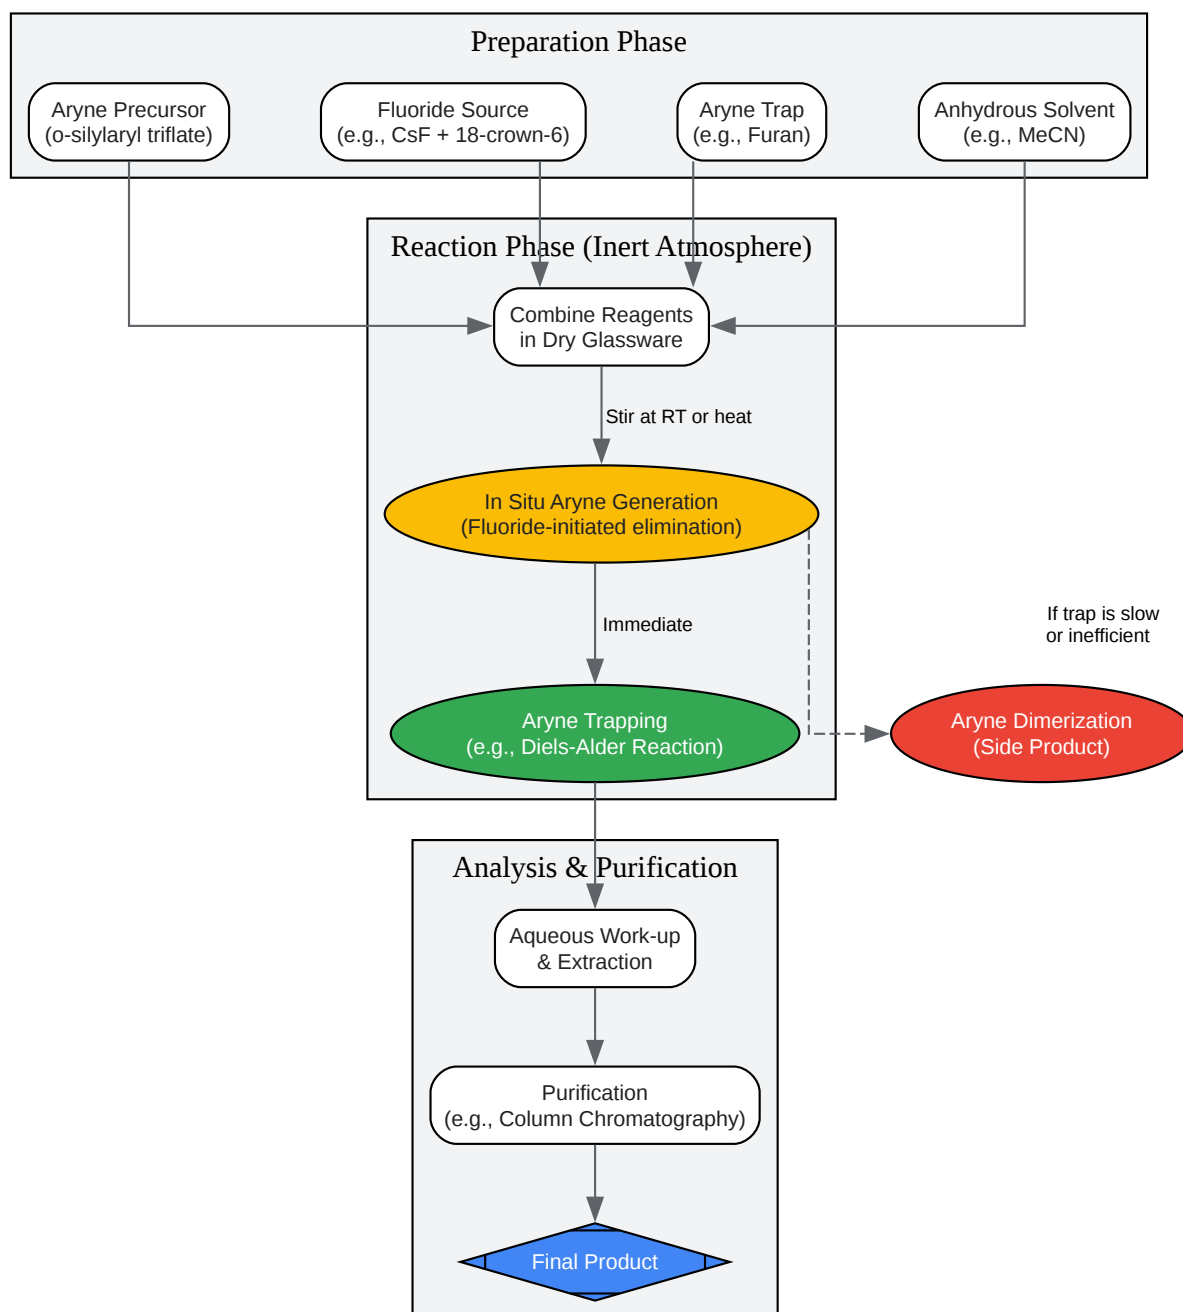 Preparation Phase
Aryne Precursor
(o-silylaryl triflate)
Fluoride Source
(e.g., CsF + 18-crown-6)
Aryne Trap
(e.g., Furan)
Anhydrous Solvent
(e.g., MeCN)
Reaction Phase (Inert Atmosphere)
Combine Reagents
in Dry Glassware
Stir at RT or heat
In Situ Aryne Generation
(Fluoride-initiated elimination)
Immediate
If trap is slow
or inefficient
Aryne Trapping
(e.g., Diels-Alder Reaction)
Aryne Dimerization
(Side Product)
Analysis & Purification
Aqueous Work-up
& Extraction
Purification
(e.g., Column Chromatography)
Final Product